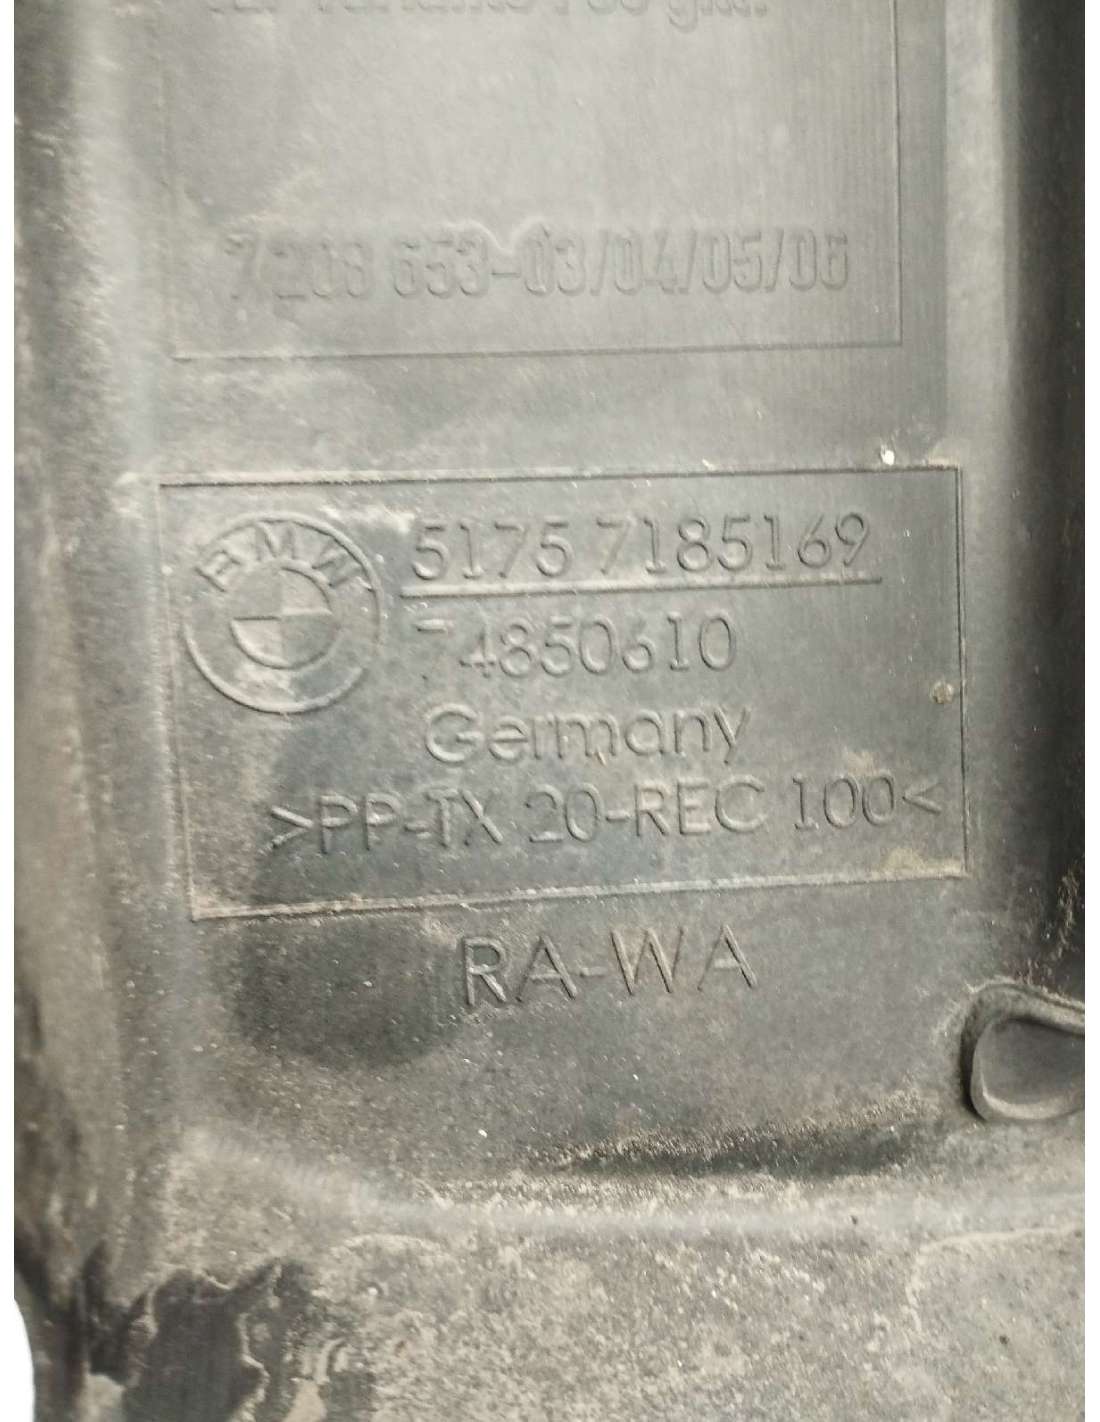 7 208 653-03/04/05/06
BMW
5175 7185169
74850610
Germany
>PP-TX 20-REC 100<
RA-WA